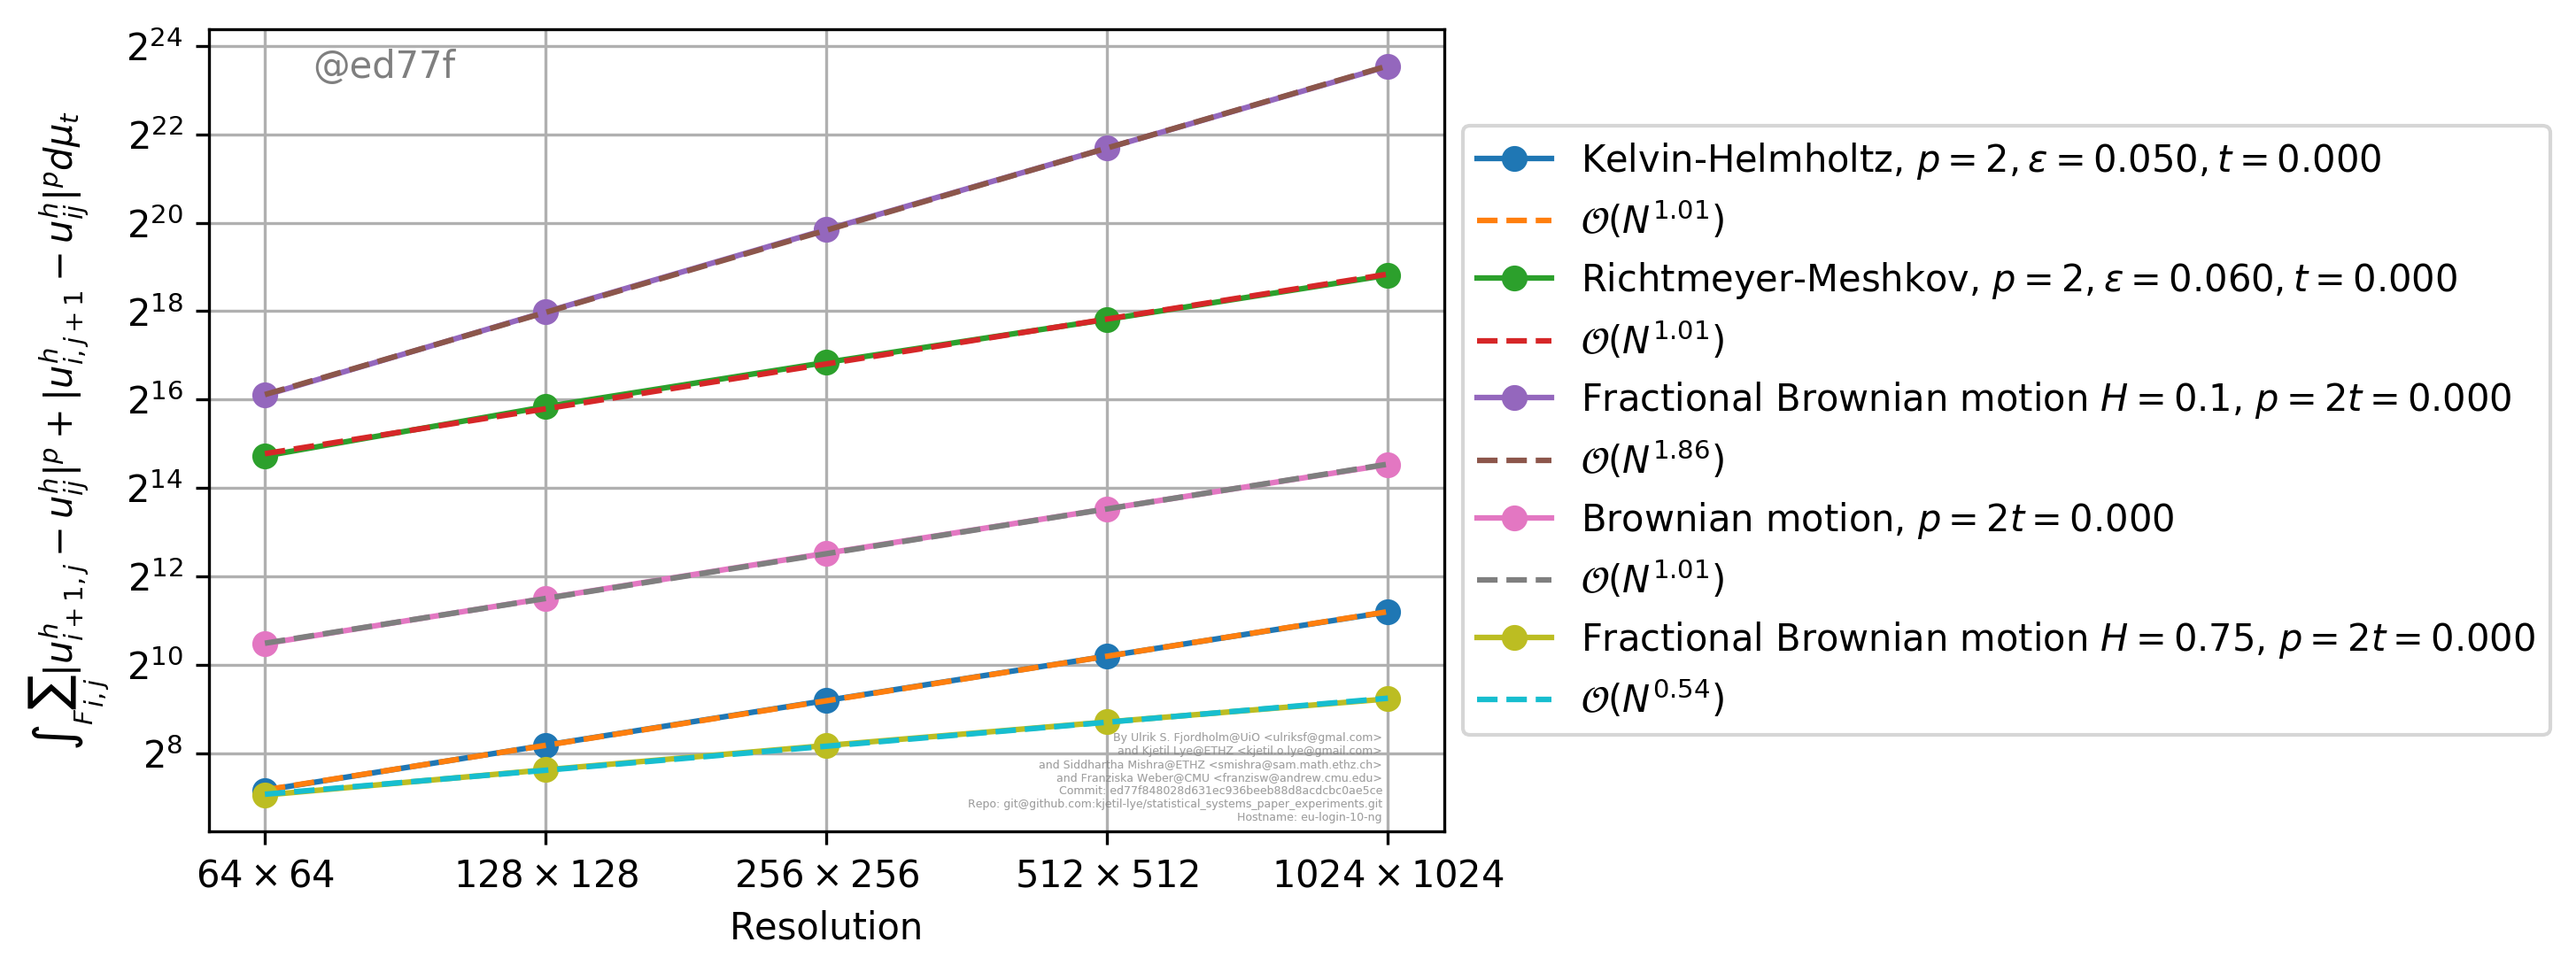 @ed77f
2^24
2^22
2^20
2^18
2^16
2^14
2^12
2^10
2^8
∫ ∑_{F_{i,j}} |u^h_{i+1,j} − u^h_{ij}|^p + |u^h_{i,j+1} − u^h_{ij}|^p dμ_t
64 × 64
128 × 128
256 × 256
512 × 512
1024 × 1024
Resolution
By Ulrik S. Fjordholm@UiO <ulriksf@gmal.com>
and Kjetil Lye@ETHZ <kjetil.o.lye@gmail.com>
and Siddhartha Mishra@ETHZ <smishra@sam.math.ethz.ch>
and Franziska Weber@CMU <franzisw@andrew.cmu.edu>
Commit: ed77f848028d631ec936beeb88d8acdcbc0ae5ce
Repo: git@github.com:kjetil-lye/statistical_systems_paper_experiments.git
Hostname: eu-login-10-ng
Kelvin-Helmholtz, p = 2, ε = 0.050, t = 0.000
𝒪(N^1.01)
Richtmeyer-Meshkov, p = 2, ε = 0.060, t = 0.000
𝒪(N^1.01)
Fractional Brownian motion H = 0.1, p = 2t = 0.000
𝒪(N^1.86)
Brownian motion, p = 2t = 0.000
𝒪(N^1.01)
Fractional Brownian motion H = 0.75, p = 2t = 0.000
𝒪(N^0.54)